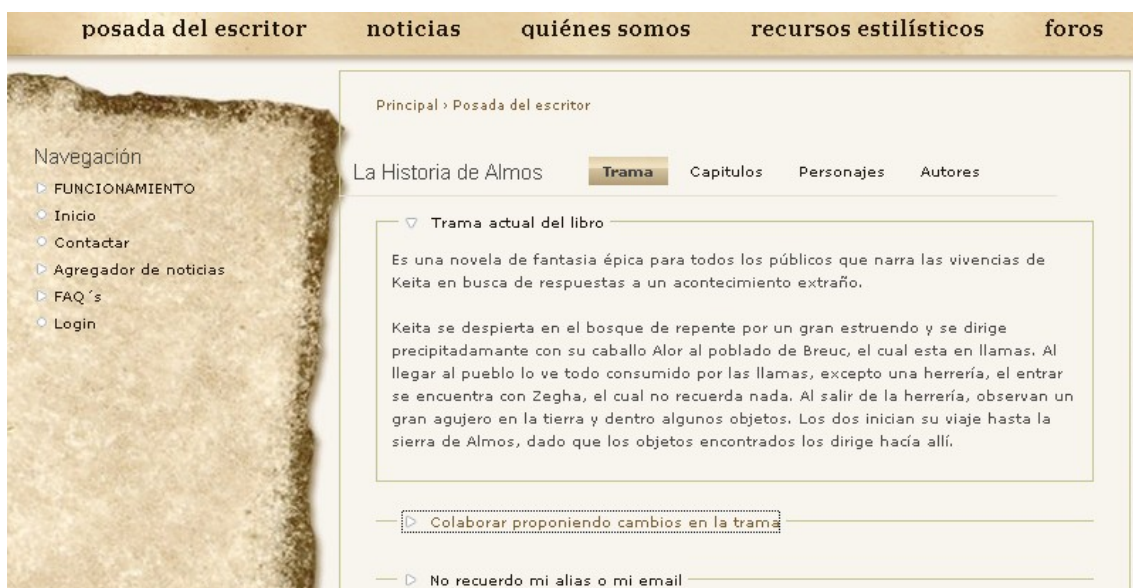 posada del escritor noticias quiénes somos recursos estilísticos foros
Principal › Posada del escritor
Navegación
FUNCIONAMIENTO
Inicio
Contactar
Agregador de noticias
FAQ´s
Login
La Historia de Almos Trama Capitulos Personajes Autores
Trama actual del libro
Es una novela de fantasia épica para todos los públicos que narra las vivencias de
Keita en busca de respuestas a un acontecimiento extraño.
Keita se despierta en el bosque de repente por un gran estruendo y se dirige
precipitadamante con su caballo Alor al poblado de Breuc, el cual esta en llamas. Al
llegar al pueblo lo ve todo consumido por las llamas, excepto una herrería, el entrar
se encuentra con Zegha, el cual no recuerda nada. Al salir de la herrería, observan un
gran agujero en la tierra y dentro algunos objetos. Los dos inician su viaje hasta la
sierra de Almos, dado que los objetos encontrados los dirige hacía allí.
Colaborar proponiendo cambios en la trama
No recuerdo mi alias o mi email